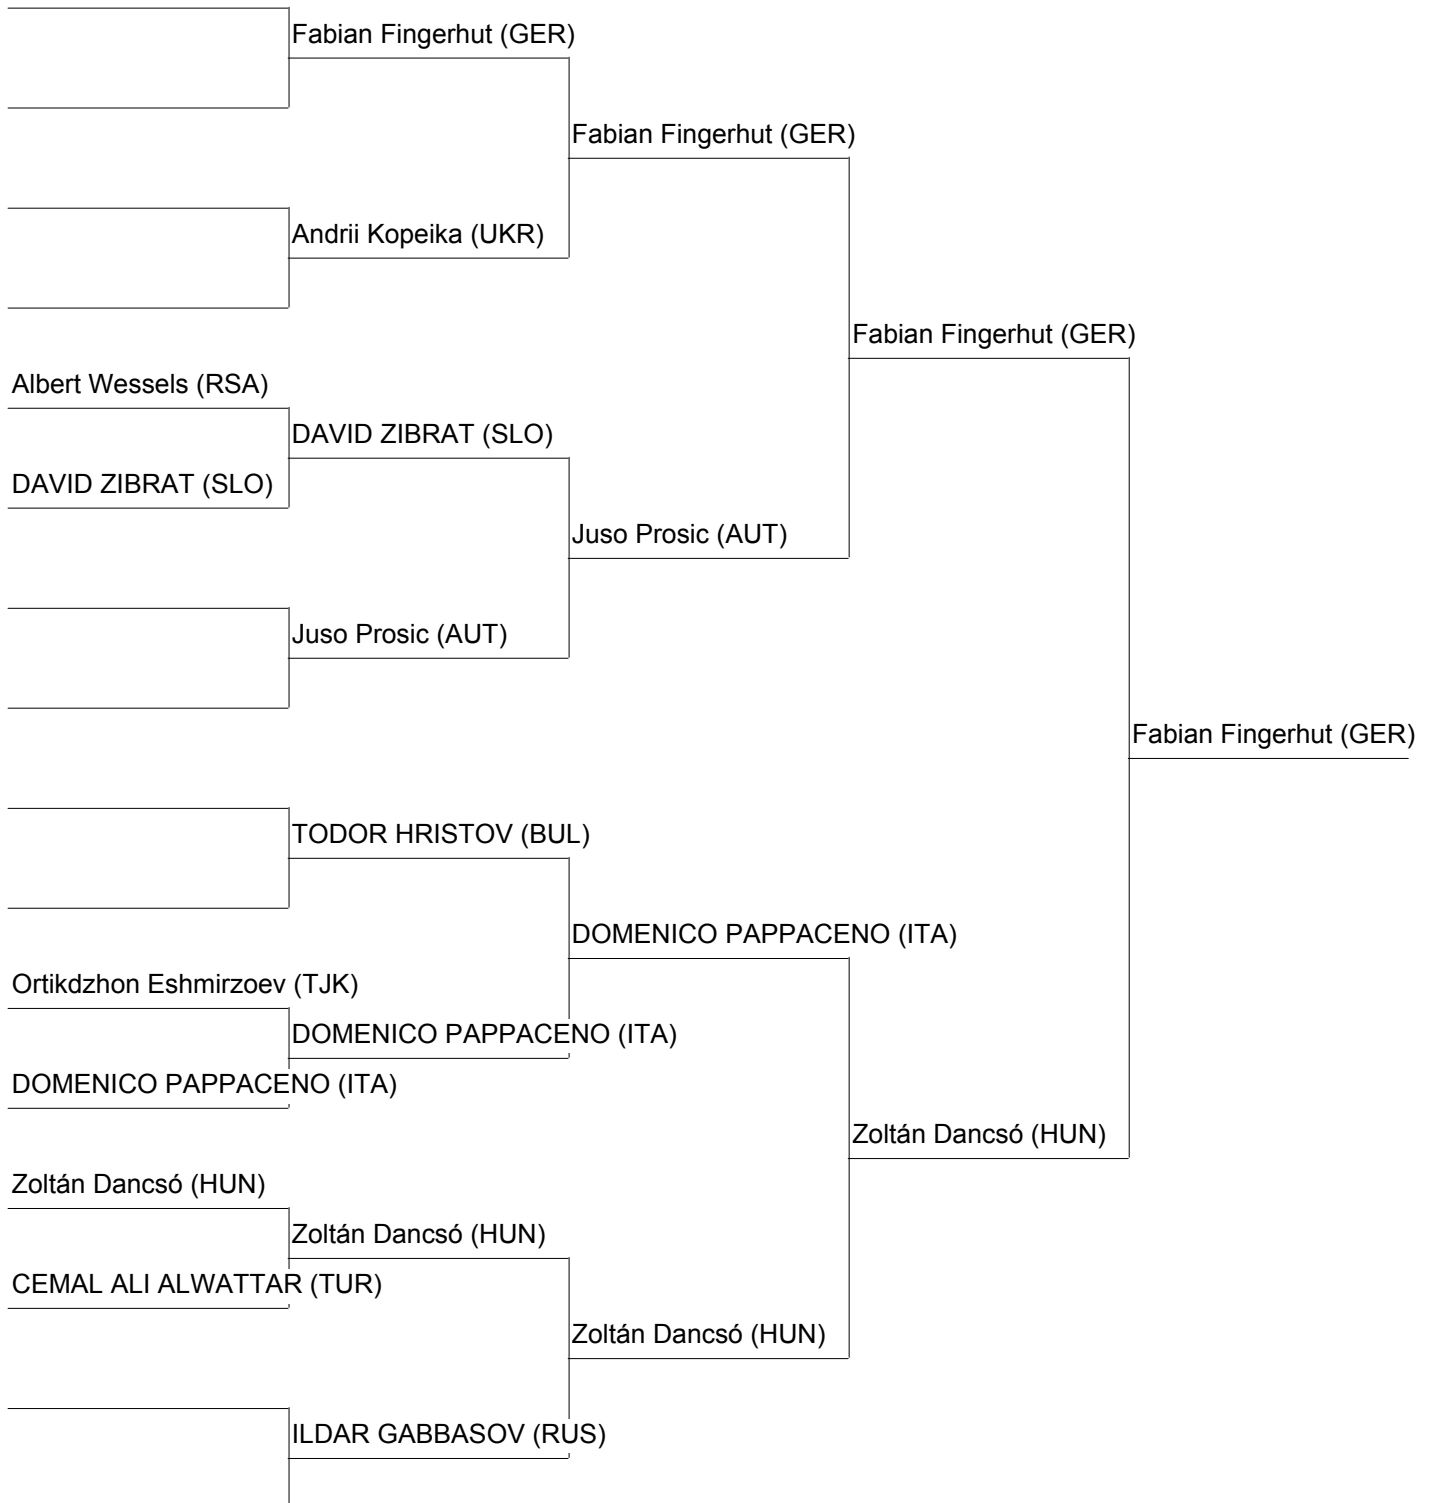 Fabian Fingerhut (GER)
Fabian Fingerhut (GER)
Andrii Kopeika (UKR)
Fabian Fingerhut (GER)
Albert Wessels (RSA)
DAVID ZIBRAT (SLO)
DAVID ZIBRAT (SLO)
Juso Prosic (AUT)
Juso Prosic (AUT)
Fabian Fingerhut (GER)
TODOR HRISTOV (BUL)
DOMENICO PAPPACENO (ITA)
Ortikdzhon Eshmirzoev (TJK)
DOMENICO PAPPACENO (ITA)
DOMENICO PAPPACENO (ITA)
Zoltán Dancsó (HUN)
Zoltán Dancsó (HUN)
Zoltán Dancsó (HUN)
CEMAL ALI ALWATTAR (TUR)
Zoltán Dancsó (HUN)
ILDAR GABBASOV (RUS)